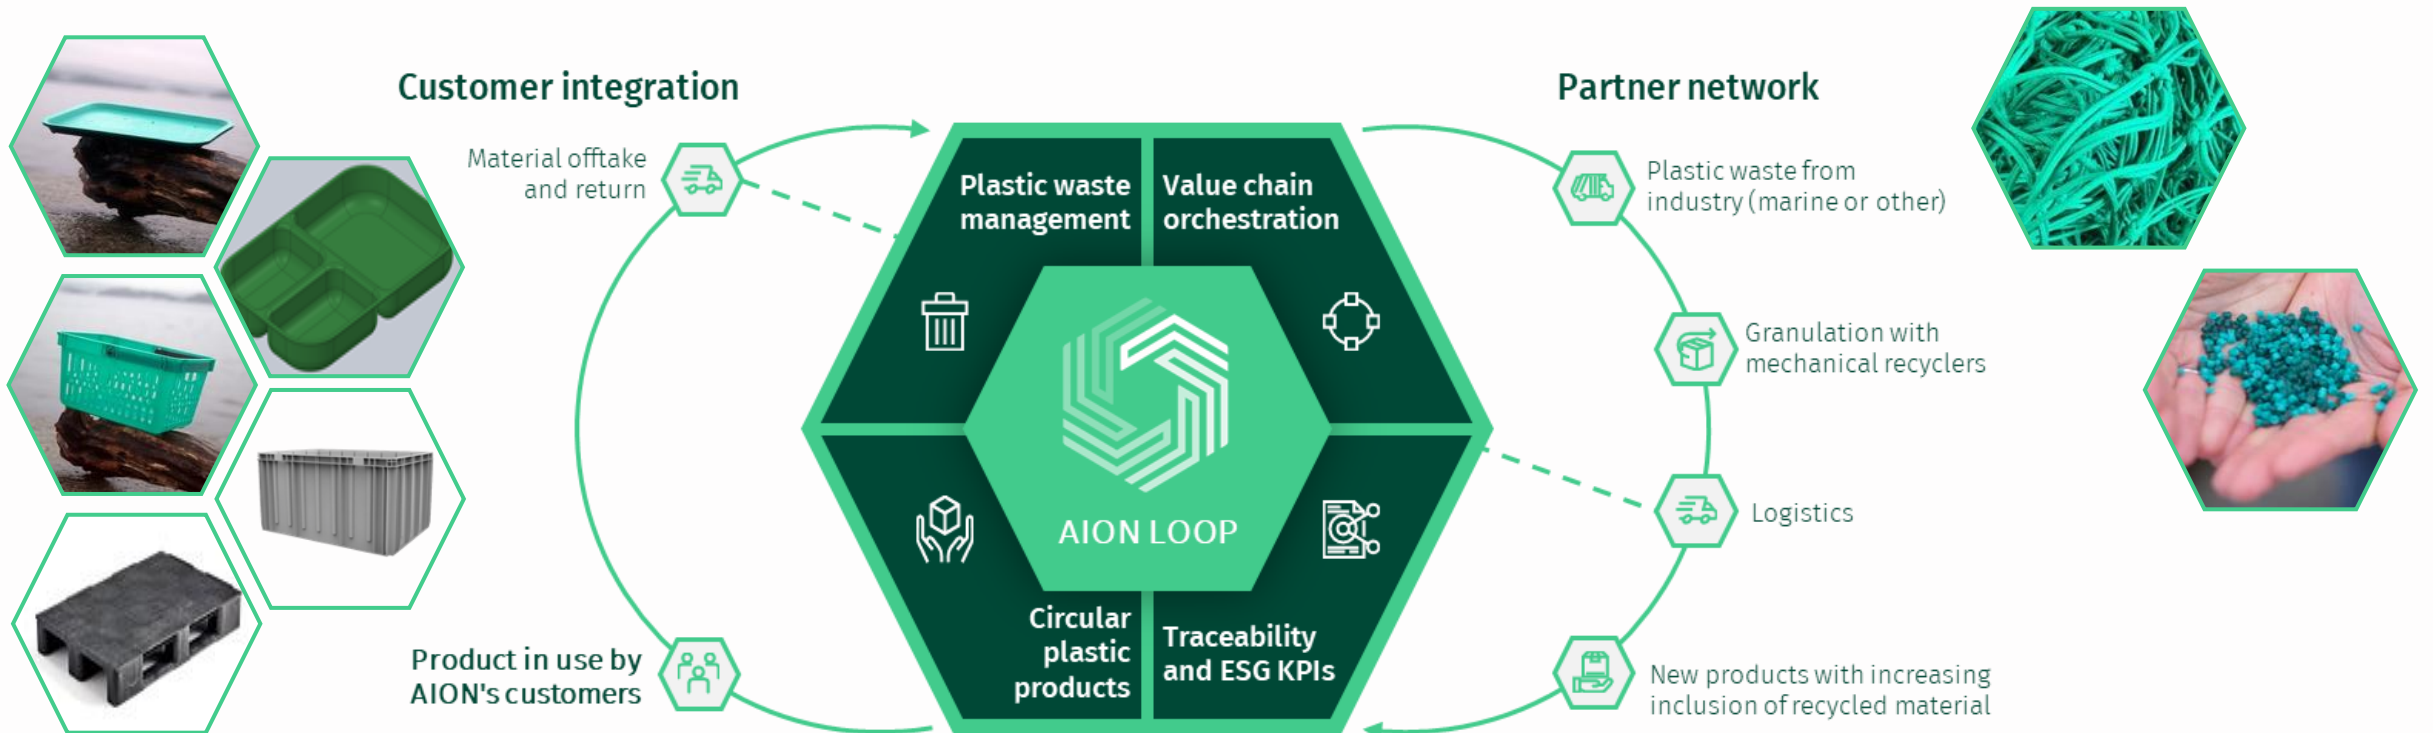 Customer integration
Material offtake
and return
Product in use by
AION's customers
Plastic waste
management
Value chain
orchestration
AION LOOP
Circular
plastic
products
Traceability
and ESG KPIs
Partner network
Plastic waste from
industry (marine or other)
Granulation with
mechanical recyclers
Logistics
New products with increasing
inclusion of recycled material